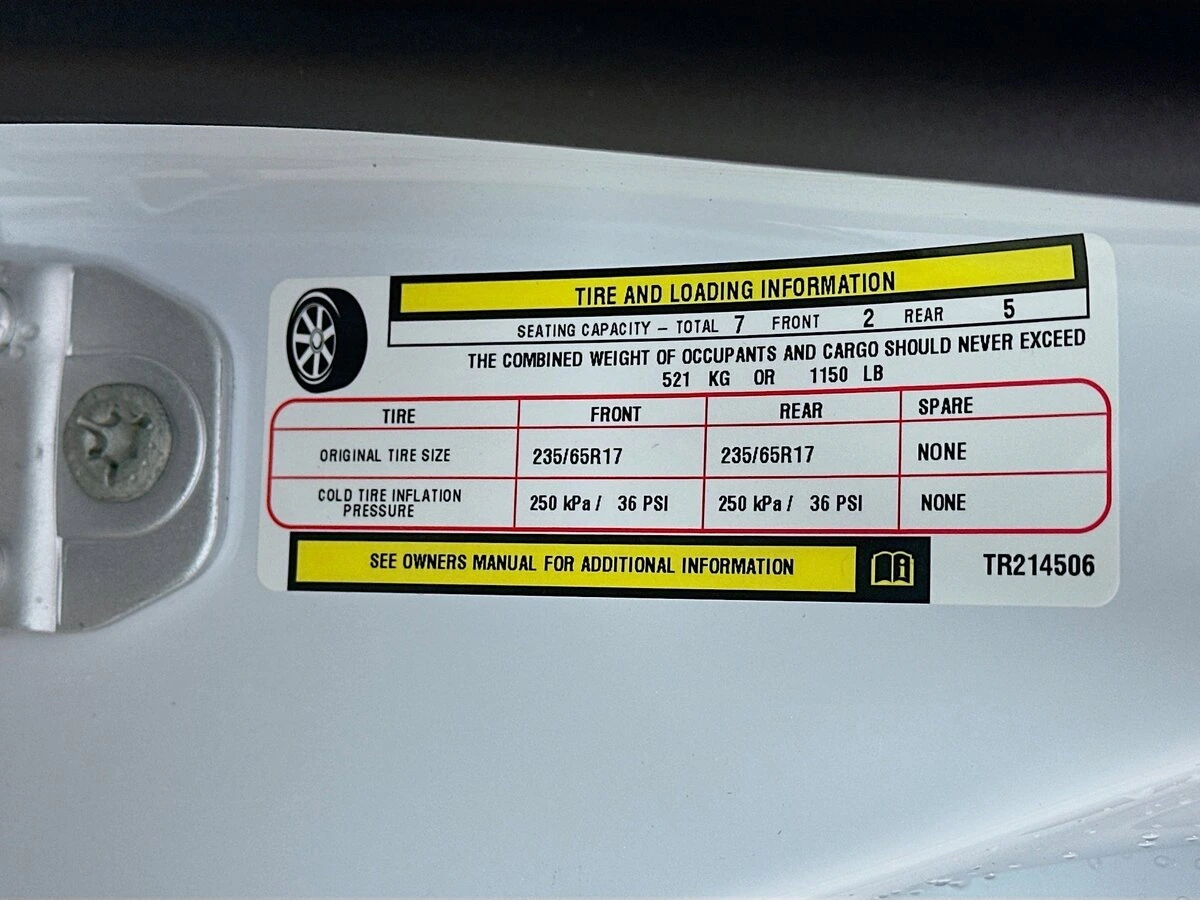 TIRE AND LOADING INFORMATION
SEATING CAPACITY – TOTAL 7 FRONT 2 REAR 5
THE COMBINED WEIGHT OF OCCUPANTS AND CARGO SHOULD NEVER EXCEED
521 KG OR 1150 LB
TIRE FRONT REAR SPARE
ORIGINAL TIRE SIZE 235/65R17 235/65R17 NONE
COLD TIRE INFLATION
PRESSURE 250 kPa / 36 PSI 250 kPa / 36 PSI NONE
SEE OWNERS MANUAL FOR ADDITIONAL INFORMATION
TR214506